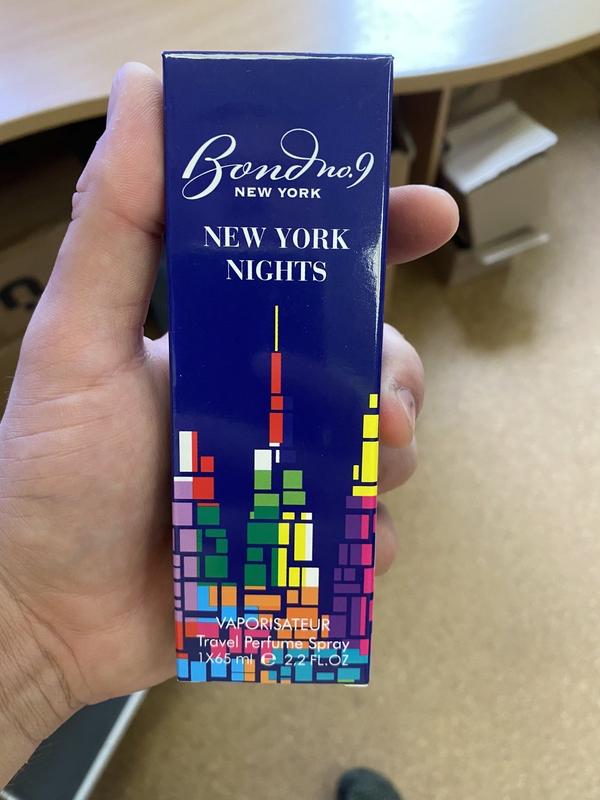 Bond no.9
NEW YORK
NEW YORK
NIGHTS
VAPORISATEUR
Travel Perfume Spray
1X65 ml ℮ 2,2 FL.OZ